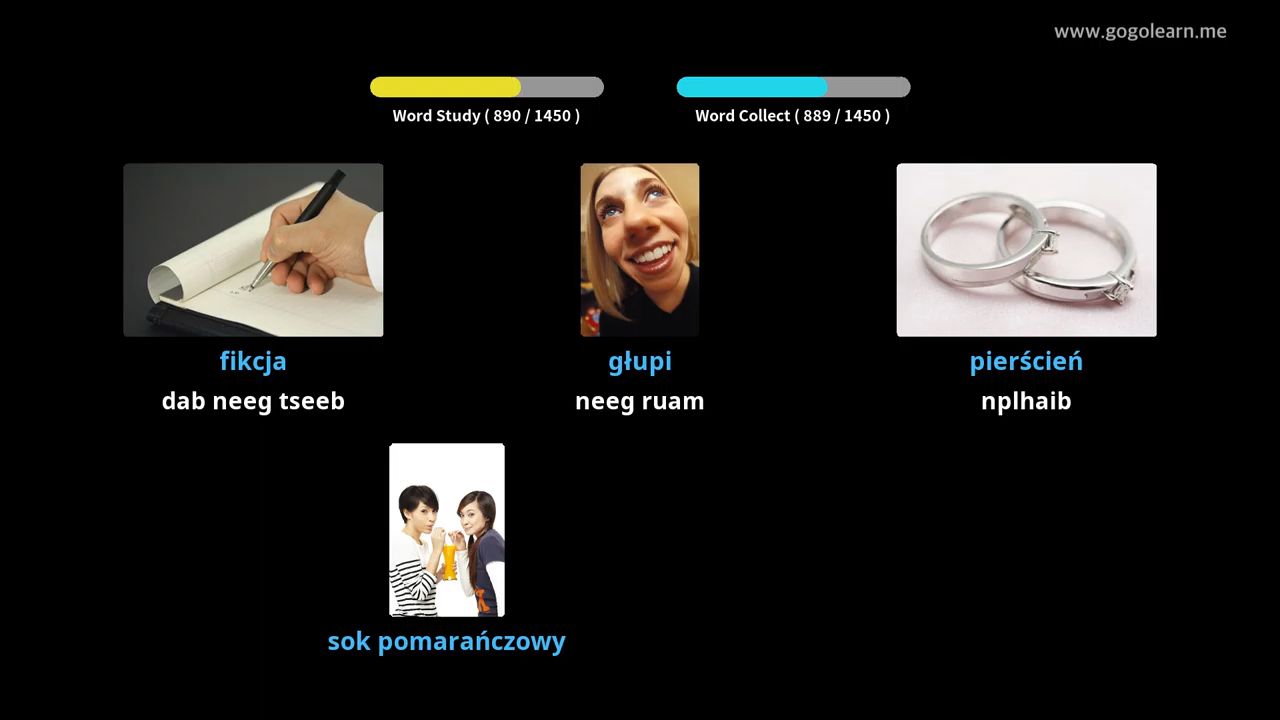 www.gogolearn.me
Word Study ( 890 / 1450 )
Word Collect ( 889 / 1450 )
fikcja
głupi
pierścień
dab neeg tseeb
neeg ruam
nplhaib
sok pomarańczowy